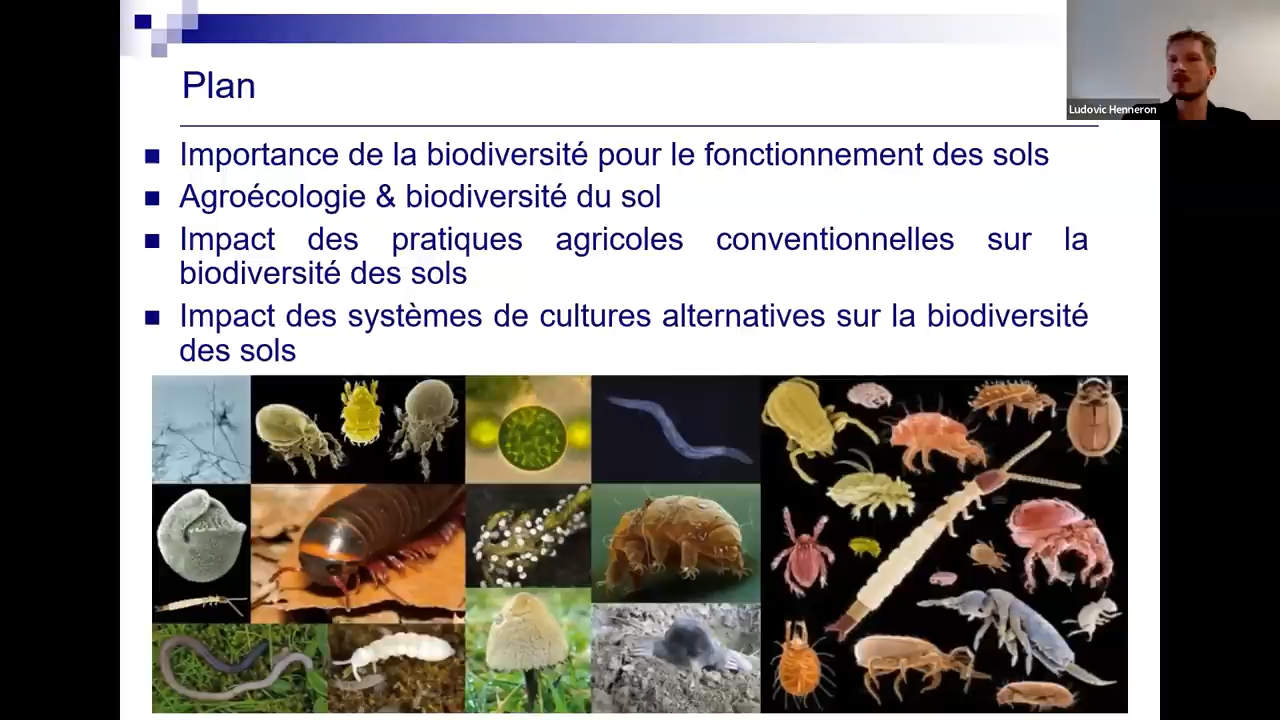 Plan
Ludovic Henneron
Importance de la biodiversité pour le fonctionnement des sols
Agroécologie & biodiversité du sol
Impact des pratiques agricoles conventionnelles sur la
biodiversité des sols
Impact des systèmes de cultures alternatives sur la biodiversité
des sols